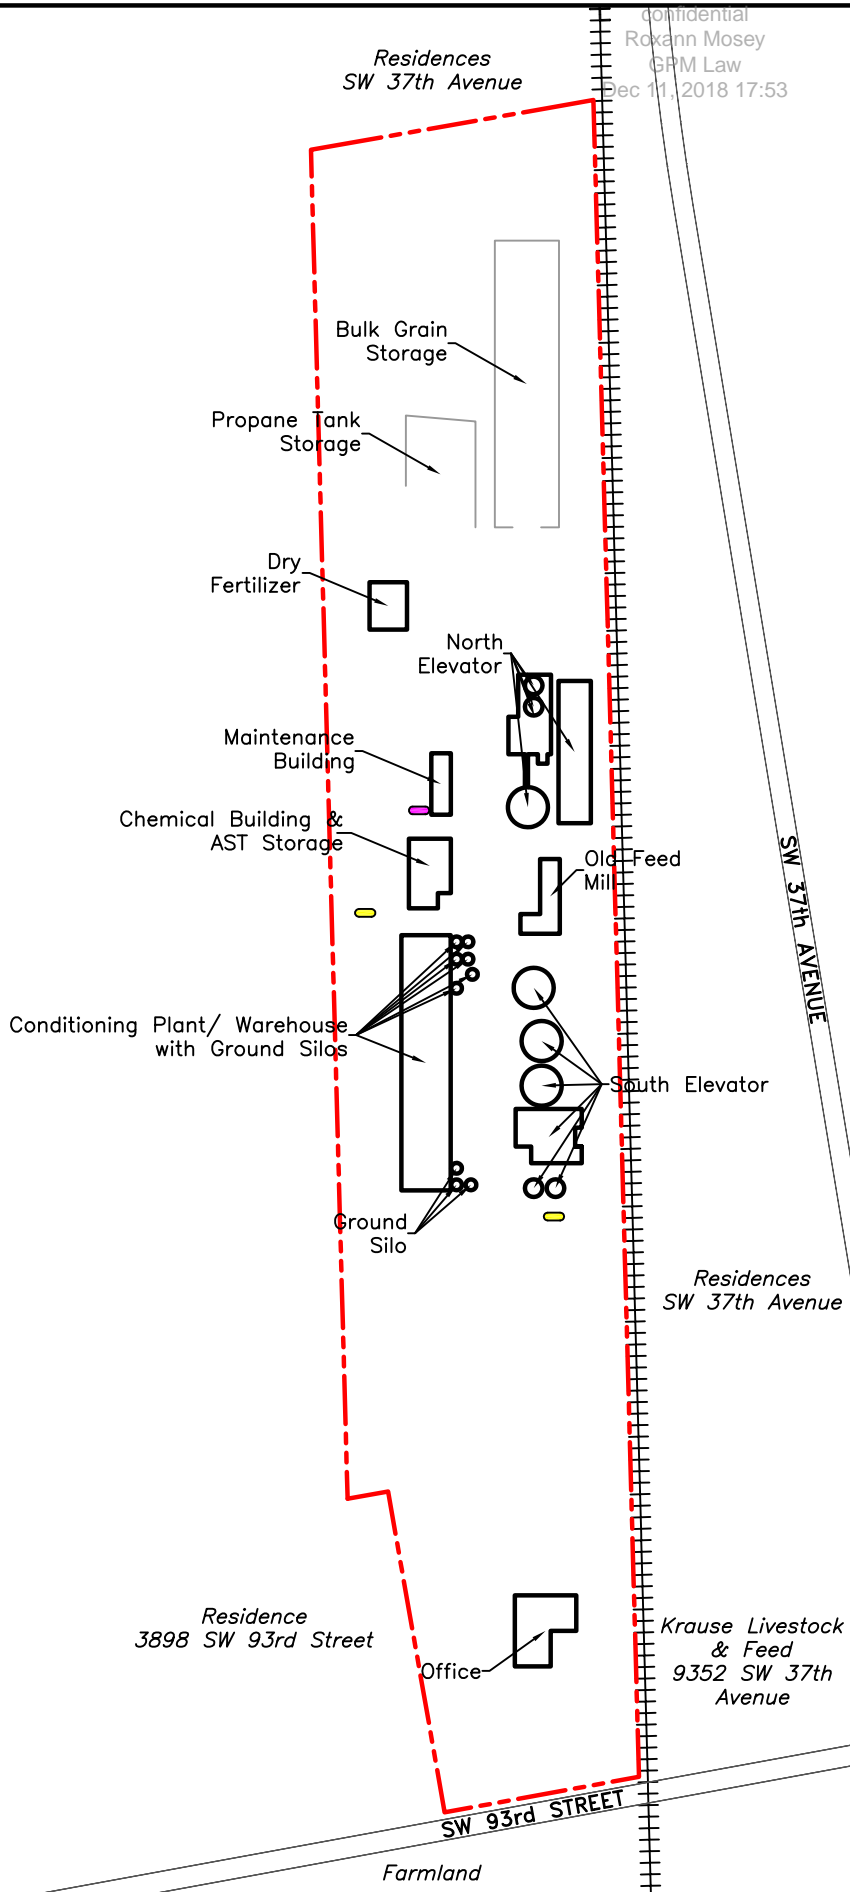 confidential
Roxann Mosey
GPM Law
Dec 11, 2018 17:53
Residences
SW 37th Avenue
Bulk Grain
Storage
Propane Tank
Storage
Dry
Fertilizer
North
Elevator
Maintenance
Building
Chemical Building &
AST Storage
Old Feed
Mill
SW 37th AVENUE
Conditioning Plant/ Warehouse
with Ground Silos
South Elevator
Ground
Silo
Residences
SW 37th Avenue
Residence
3898 SW 93rd Street
Krause Livestock
& Feed
9352 SW 37th
Avenue
Office
SW 93rd STREET
Farmland